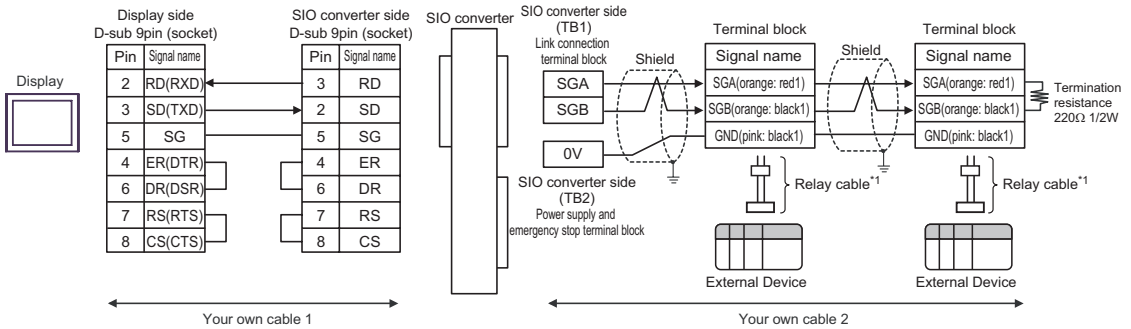 Display
Display side
D-sub 9pin (socket)
Pin Signal name
2 RD(RXD)
3 SD(TXD)
5 SG
4 ER(DTR)
6 DR(DSR)
7 RS(RTS)
8 CS(CTS)
SIO converter side
D-sub 9pin (socket)
Pin Signal name
3 RD
2 SD
5 SG
4 ER
6 DR
7 RS
8 CS
Your own cable 1
SIO converter
SIO converter side
(TB1)
Link connection
terminal block
SGA
SGB
0V
SIO converter side
(TB2)
Power supply and
emergency stop terminal block
Shield
Terminal block
Signal name
SGA(orange: red1)
SGB(orange: black1)
GND(pink: black1)
Relay cable*1
External Device
Shield
Terminal block
Signal name
SGA(orange: red1)
SGB(orange: black1)
GND(pink: black1)
Relay cable*1
External Device
Termination
resistance
220Ω 1/2W
Your own cable 2